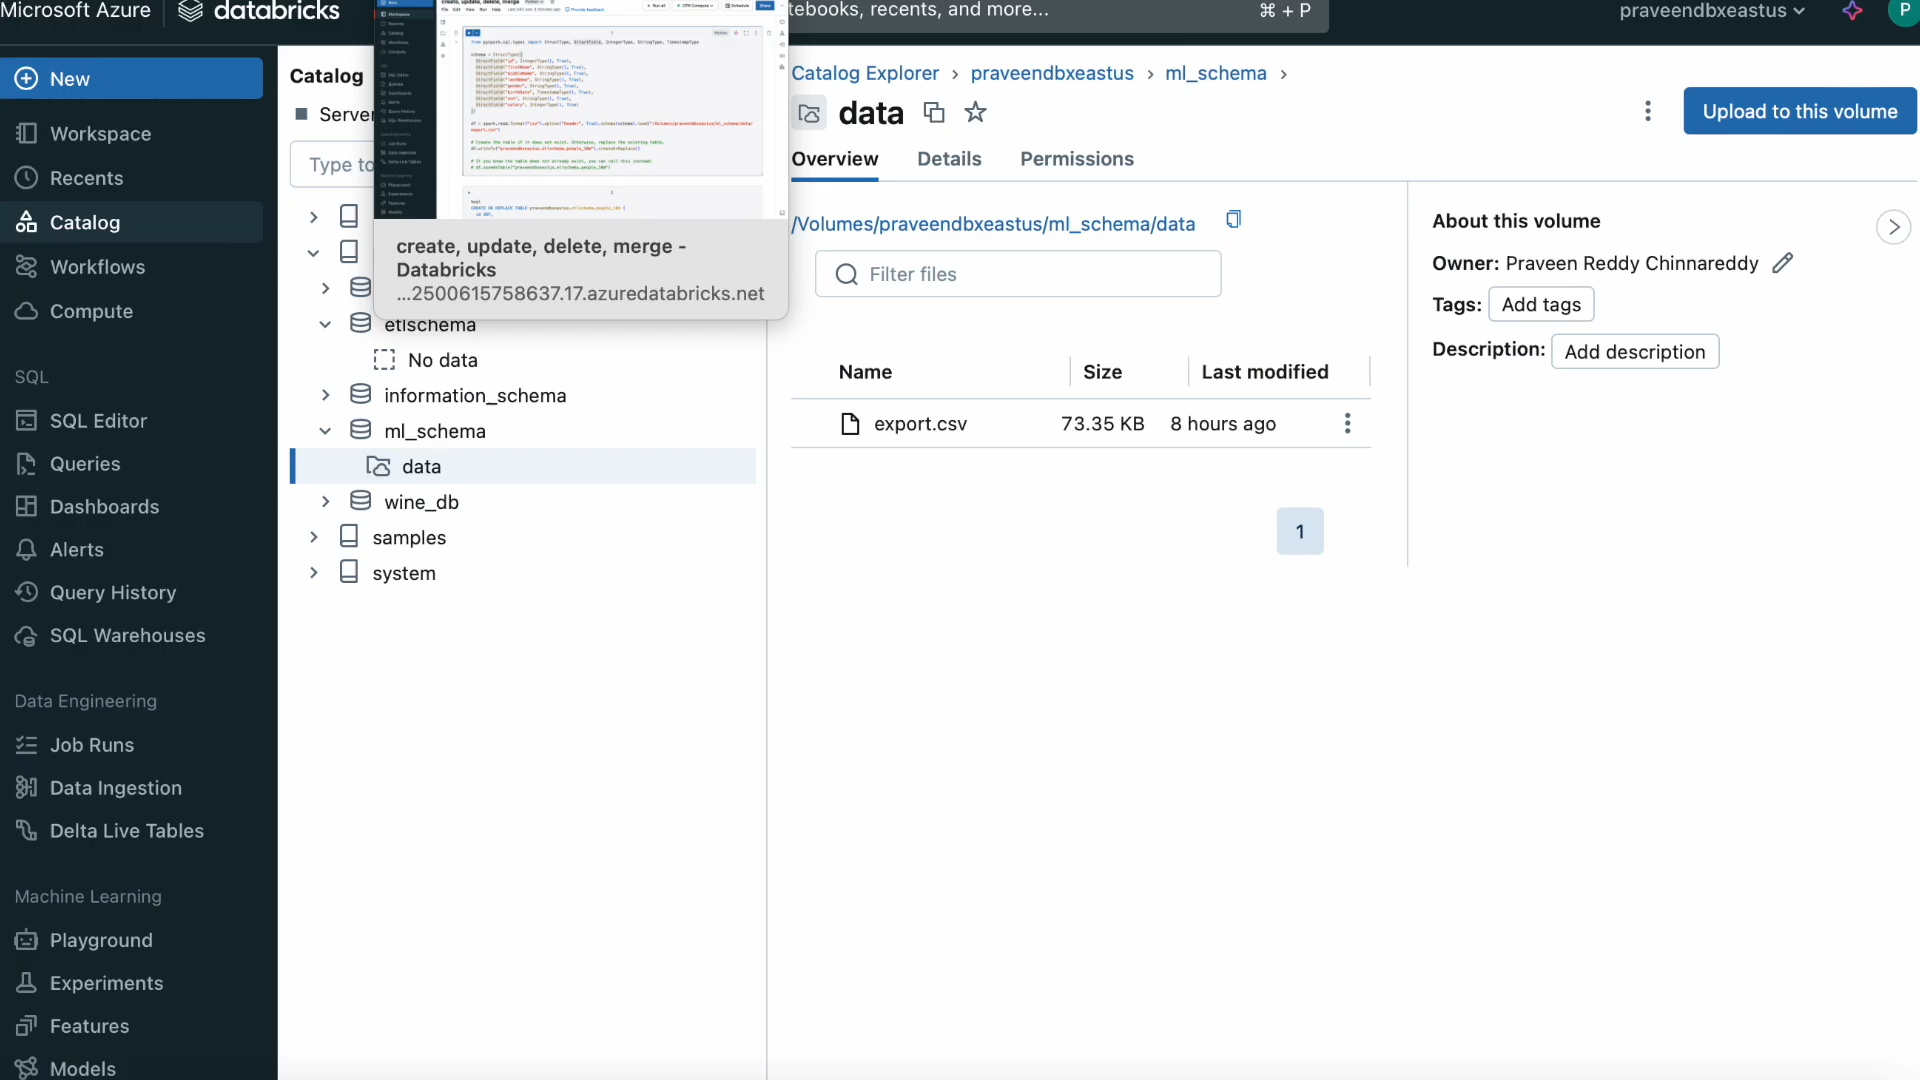 Microsoft Azure
databricks
tebooks, recents, and more...
⌘ + P
praveendbxeastus
P
New
Workspace
Recents
Catalog
Workflows
Compute
SQL
SQL Editor
Queries
Dashboards
Alerts
Query History
SQL Warehouses
Data Engineering
Job Runs
Data Ingestion
Delta Live Tables
Machine Learning
Playground
Experiments
Features
Models
Catalog
Type to
create, update, delete, merge -
Databricks
...2500615758637.17.azuredatabricks.net
etlschema
No data
information_schema
ml_schema
data
wine_db
samples
system
Catalog Explorer > praveendbxeastus > ml_schema >
data
Upload to this volume
Overview
Details
Permissions
/Volumes/praveendbxeastus/ml_schema/data
Filter files
Name
Size
Last modified
export.csv
73.35 KB
8 hours ago
1
About this volume
Owner: Praveen Reddy Chinnareddy
Tags: Add tags
Description: Add description